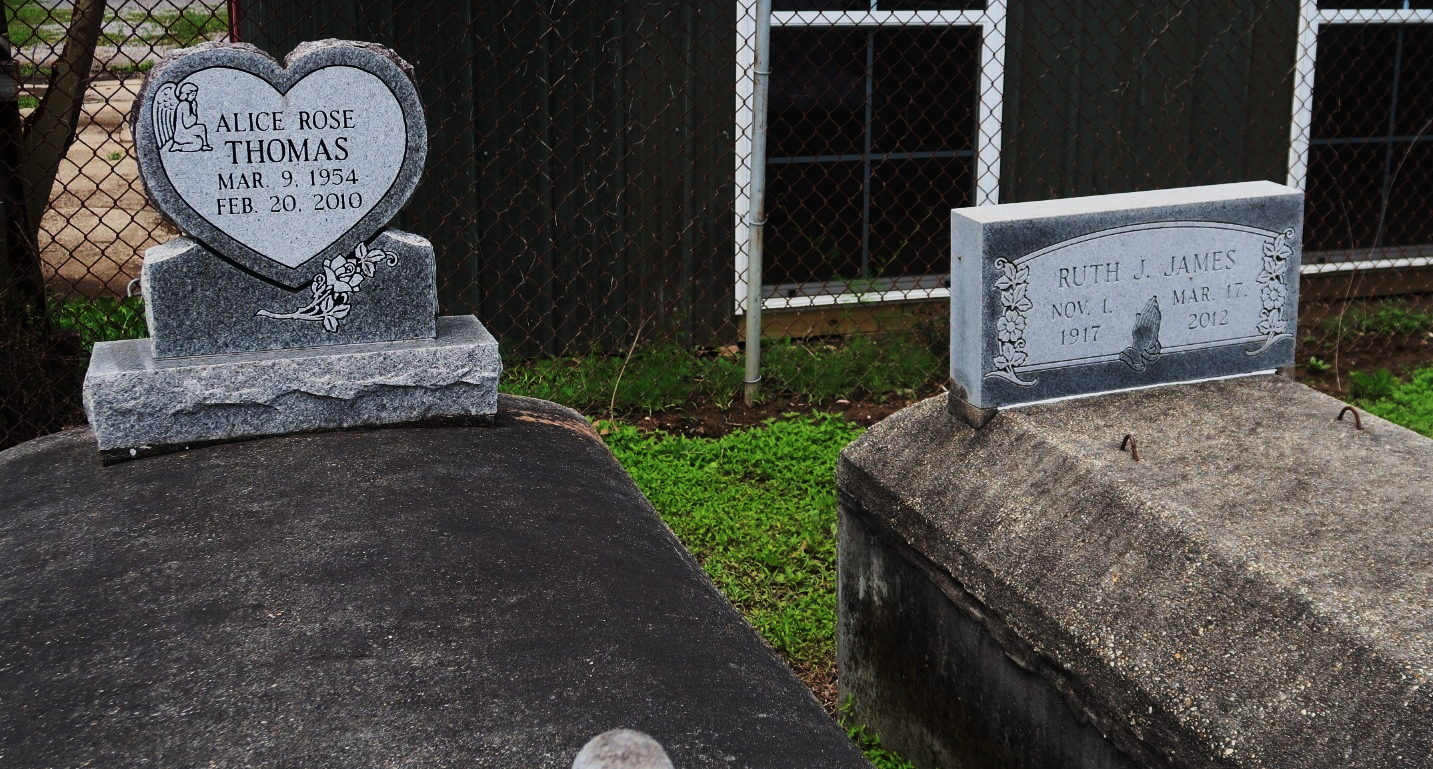 ALICE ROSE
THOMAS
MAR. 9, 1954
FEB. 20, 2010
RUTH J. JAMES
NOV. 1,
1917
MAR. 17,
2012